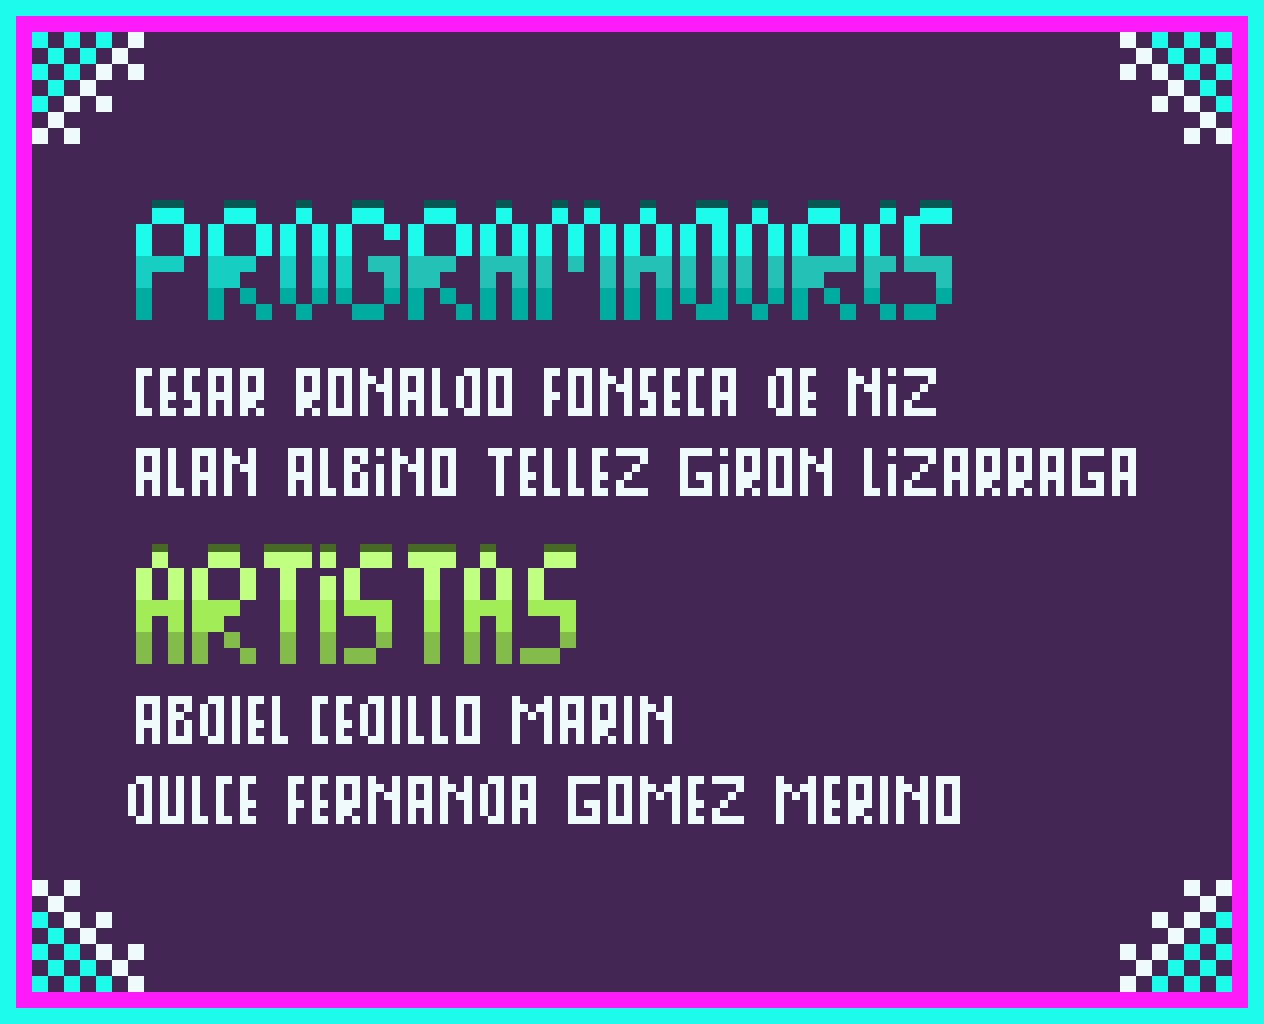 PROGRAMADORES
CESAR RONALDO FONSECA DE NiZ
ALAN ALBiNO TELLEZ GiRON LiZARRAGA
ARTiSTAS
ABDIEL CEDILLO MARIN
DULCE FERNANDA GOMEZ MERINO